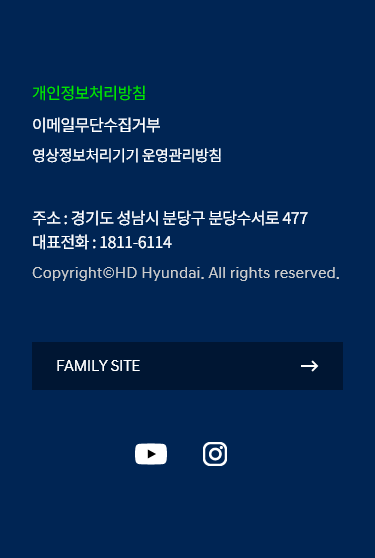 개인정보처리방침
이메일무단수집거부
영상정보처리기기 운영관리방침
주소 : 경기도 성남시 분당구 분당수서로 477
대표전화 : 1811-6114
Copyright©HD Hyundai. All rights reserved.
FAMILY SITE